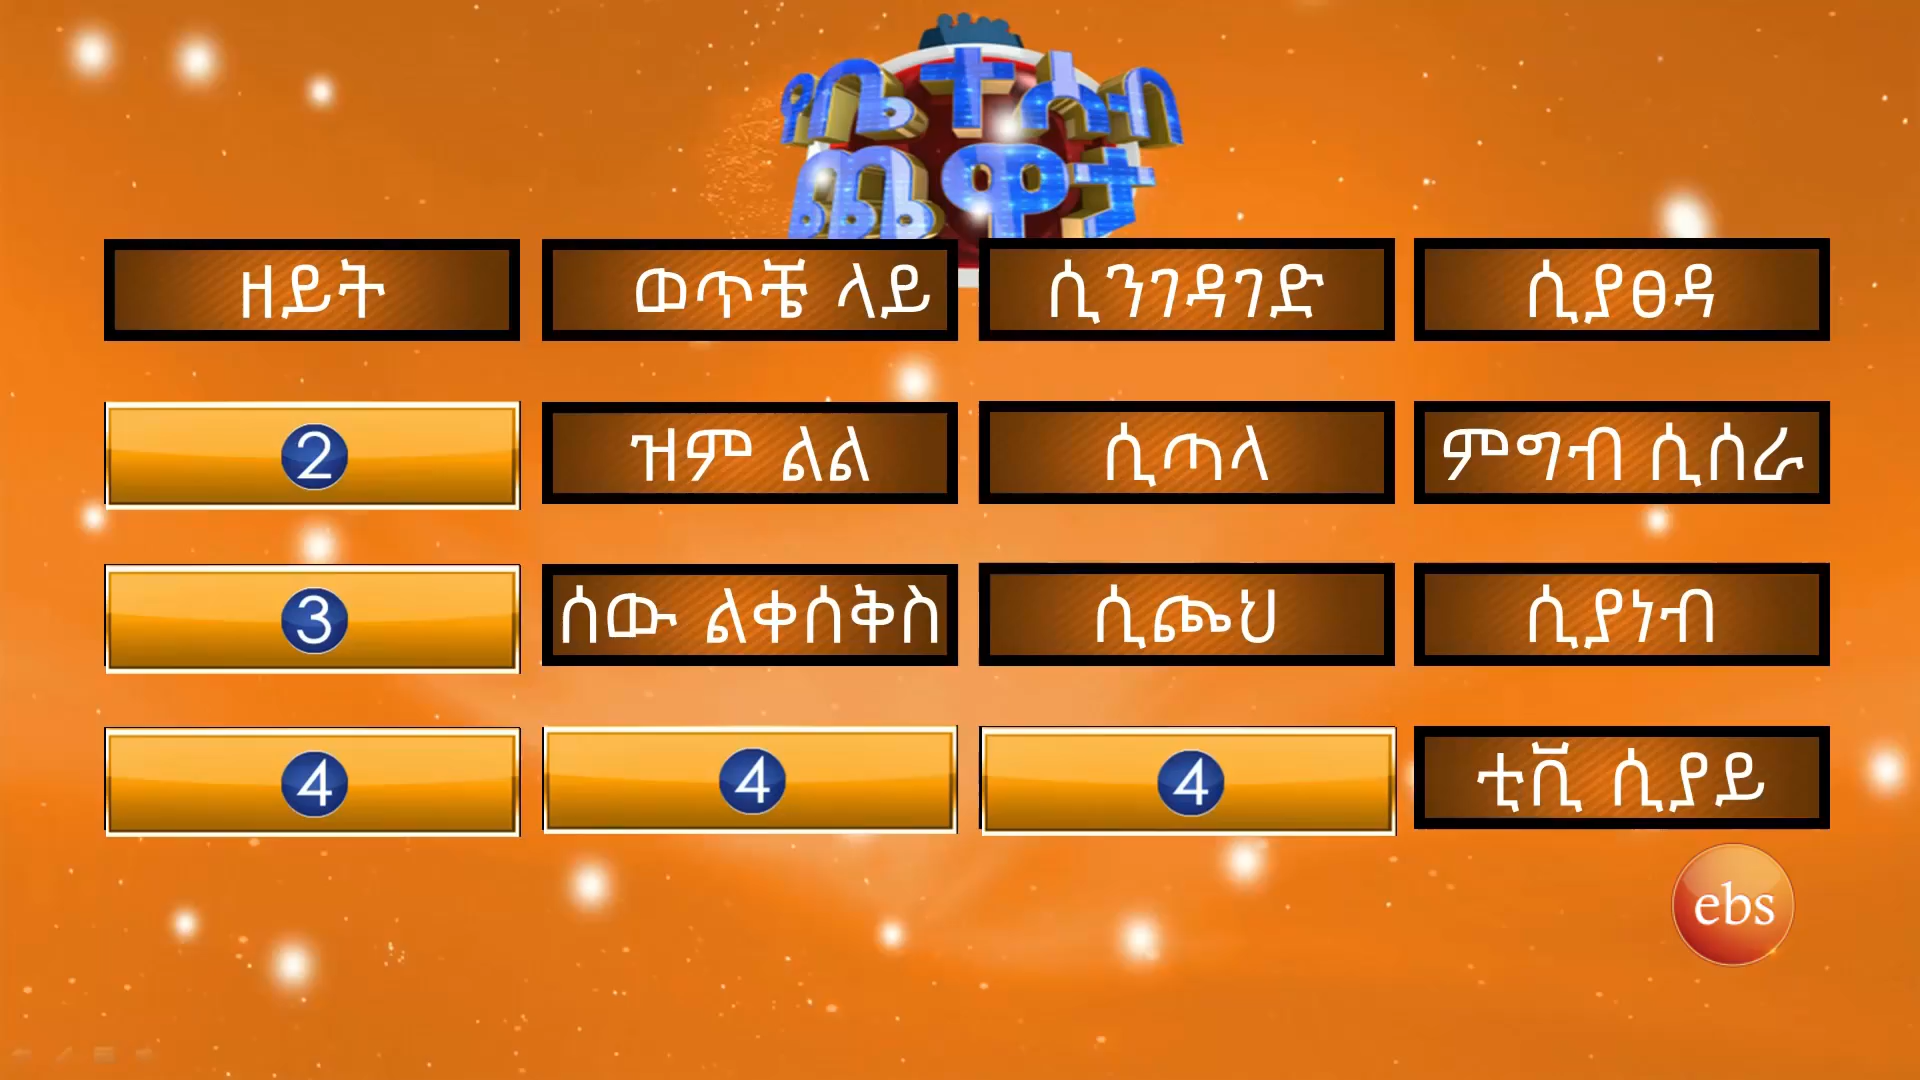 የቤተሰብ
ጨዋታ
ዘይት ወጥቼ ላይ ሲንገዳገድ ሲያፀዳ
2 ዝም ልል ሲጣላ ምግብ ሲሰራ
3 ሰው ልቀሰቅስ ሲጮህ ሲያነብ
4 4 4 ቲቪ ሲያይ
ebs